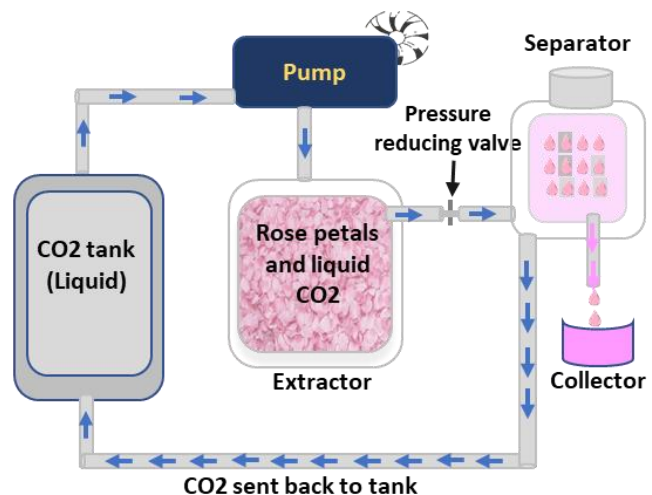 Separator
Pump
Pressure
reducing valve
CO2 tank
(Liquid)
Rose petals
and liquid
CO2
Extractor
Collector
CO2 sent back to tank